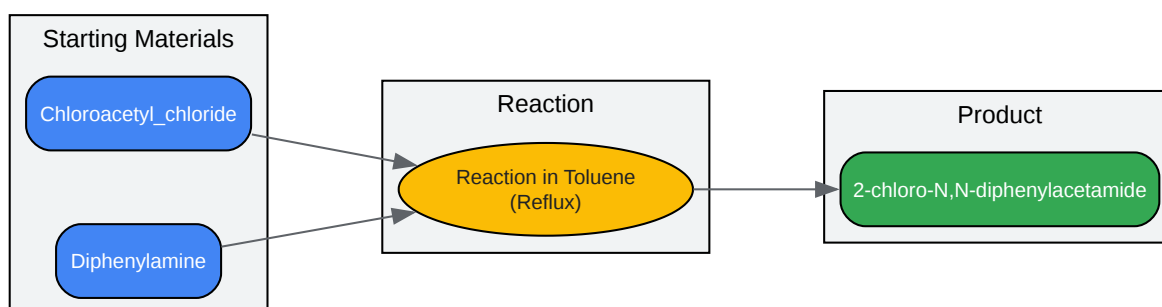 Starting Materials
Chloroacetyl_chloride
Diphenylamine
Reaction
Reaction in Toluene
(Reflux)
Product
2-chloro-N,N-diphenylacetamide